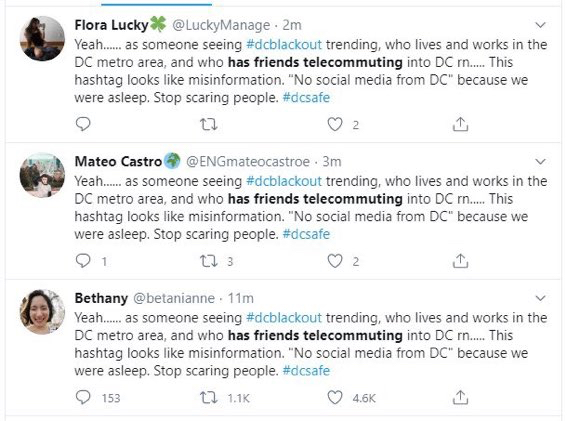 Flora Lucky🍀 @LuckyManage · 2m
Yeah...... as someone seeing #dcblackout trending, who lives and works in the
DC metro area, and who has friends telecommuting into DC rn..... This
hashtag looks like misinformation. "No social media from DC" because we
were asleep. Stop scaring people. #dcsafe
2
Mateo Castro🌍 @ENGmateocastroe · 3m
Yeah...... as someone seeing #dcblackout trending, who lives and works in the
DC metro area, and who has friends telecommuting into DC rn..... This
hashtag looks like misinformation. "No social media from DC" because we
were asleep. Stop scaring people. #dcsafe
1 3 2
Bethany @betanianne · 11m
Yeah...... as someone seeing #dcblackout trending, who lives and works in the
DC metro area, and who has friends telecommuting into DC rn..... This
hashtag looks like misinformation. "No social media from DC" because we
were asleep. Stop scaring people. #dcsafe
153 1.1K 4.6K